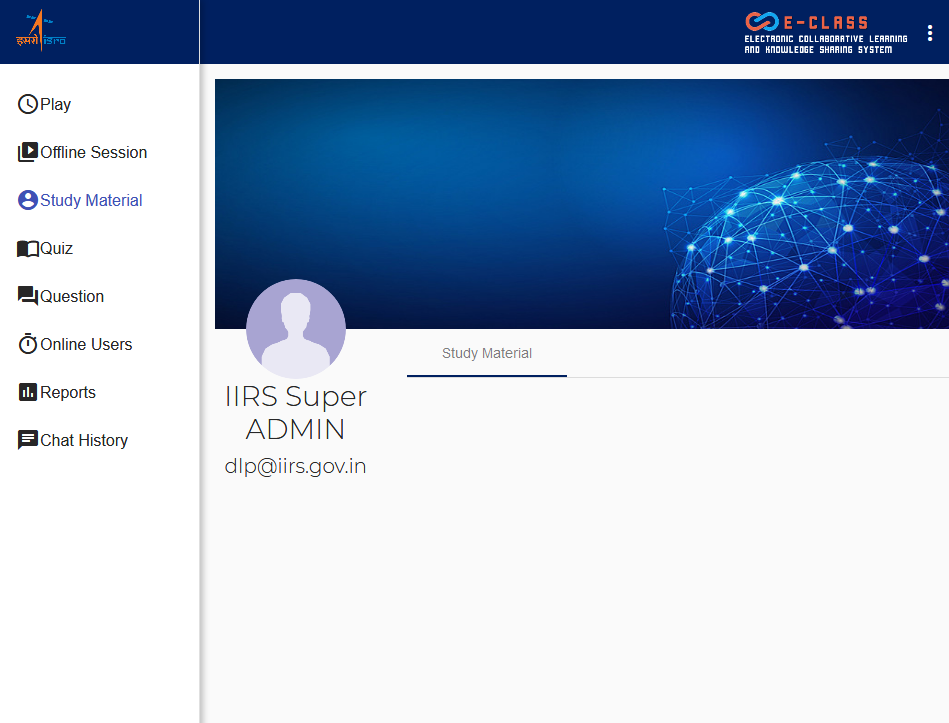 इसरो isro
E-CLASS
ELECTRONIC COLLABORATIVE LEARNING
AND KNOWLEDGE SHARING SYSTEM
Play
Offline Session
Study Material
Quiz
Question
Online Users
Reports
Chat History
Study Material
IIRS Super
ADMIN
dlp@iirs.gov.in